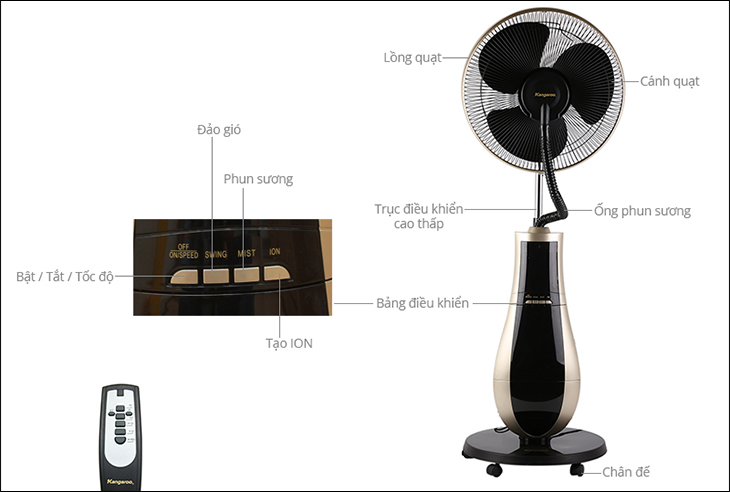 Lồng quạt
Cánh quạt
Kangaroo
Đảo gió
Phun sương
Trục điều khiển
cao thấp
Ống phun sương
OFF
ON/SPEED SWING MIST ION
Bật / Tắt / Tốc độ
Bảng điều khiển
Tạo ION
Kangaroo
Chân đế